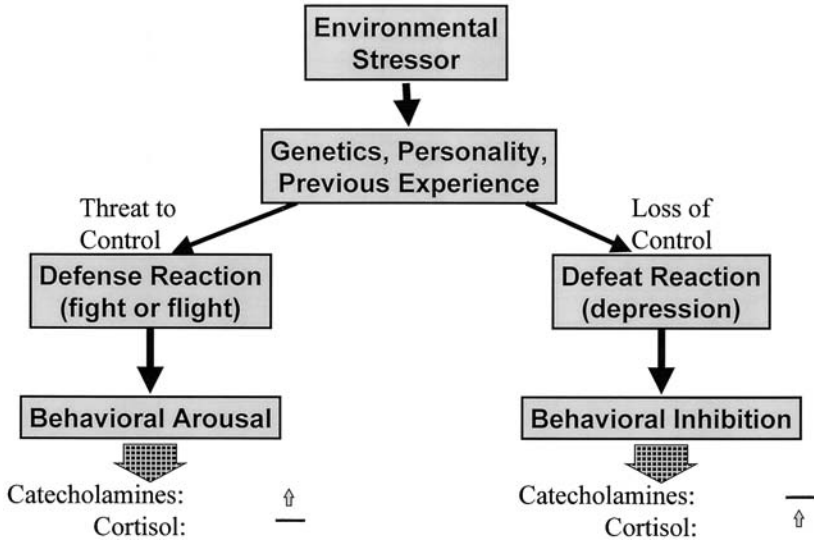 Environmental
Stressor
Genetics, Personality,
Previous Experience
Threat to
Control
Loss of
Control
Defense Reaction
(fight or flight)
Defeat Reaction
(depression)
Behavioral Arousal
Behavioral Inhibition
Catecholamines: ⇧
Cortisol: —
Catecholamines: —
Cortisol: ⇧